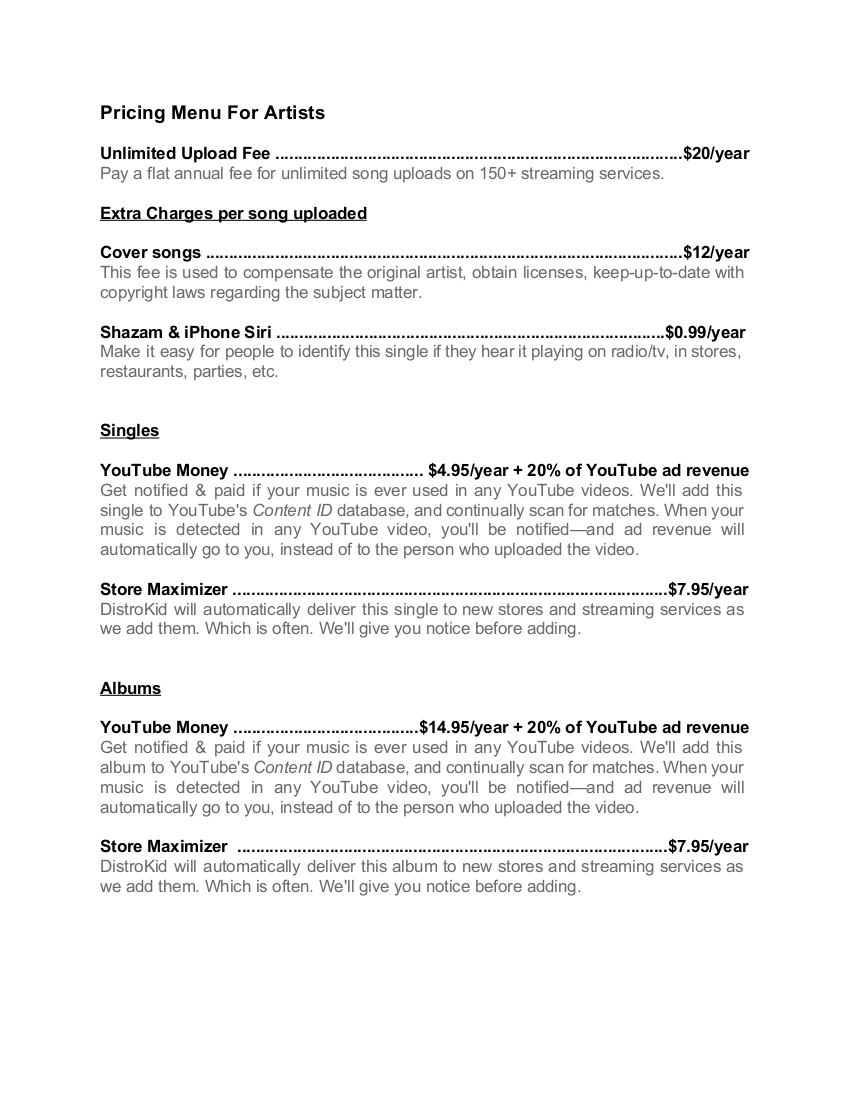 Pricing Menu For Artists
Unlimited Upload Fee ........................................................................................$20/year
Pay a flat annual fee for unlimited song uploads on 150+ streaming services.
Extra Charges per song uploaded
Cover songs .......................................................................................................$12/year
This fee is used to compensate the original artist, obtain licenses, keep-up-to-date with
copyright laws regarding the subject matter.
Shazam & iPhone Siri ....................................................................................$0.99/year
Make it easy for people to identify this single if they hear it playing on radio/tv, in stores,
restaurants, parties, etc.
Singles
YouTube Money ......................................... $4.95/year + 20% of YouTube ad revenue
Get notified & paid if your music is ever used in any YouTube videos. We'll add this
single to YouTube's Content ID database, and continually scan for matches. When your
music is detected in any YouTube video, you'll be notified—and ad revenue will
automatically go to you, instead of to the person who uploaded the video.
Store Maximizer ..............................................................................................$7.95/year
DistroKid will automatically deliver this single to new stores and streaming services as
we add them. Which is often. We'll give you notice before adding.
Albums
YouTube Money ........................................$14.95/year + 20% of YouTube ad revenue
Get notified & paid if your music is ever used in any YouTube videos. We'll add this
album to YouTube's Content ID database, and continually scan for matches. When your
music is detected in any YouTube video, you'll be notified—and ad revenue will
automatically go to you, instead of to the person who uploaded the video.
Store Maximizer .............................................................................................$7.95/year
DistroKid will automatically deliver this album to new stores and streaming services as
we add them. Which is often. We'll give you notice before adding.